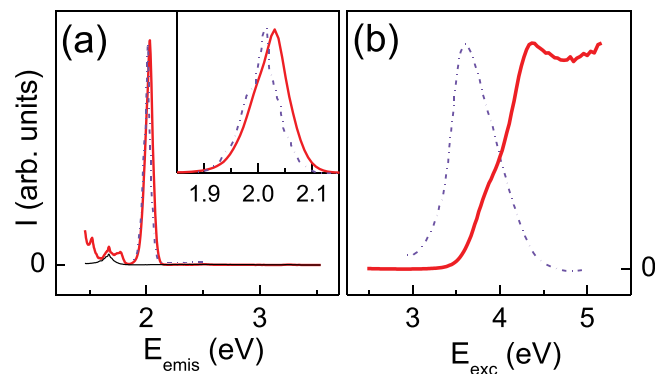 (a)
(b)
I (arb. units)
0
0
1.9 2.0 2.1
2 3
3 4 5
E_emis (eV)
E_exc (eV)